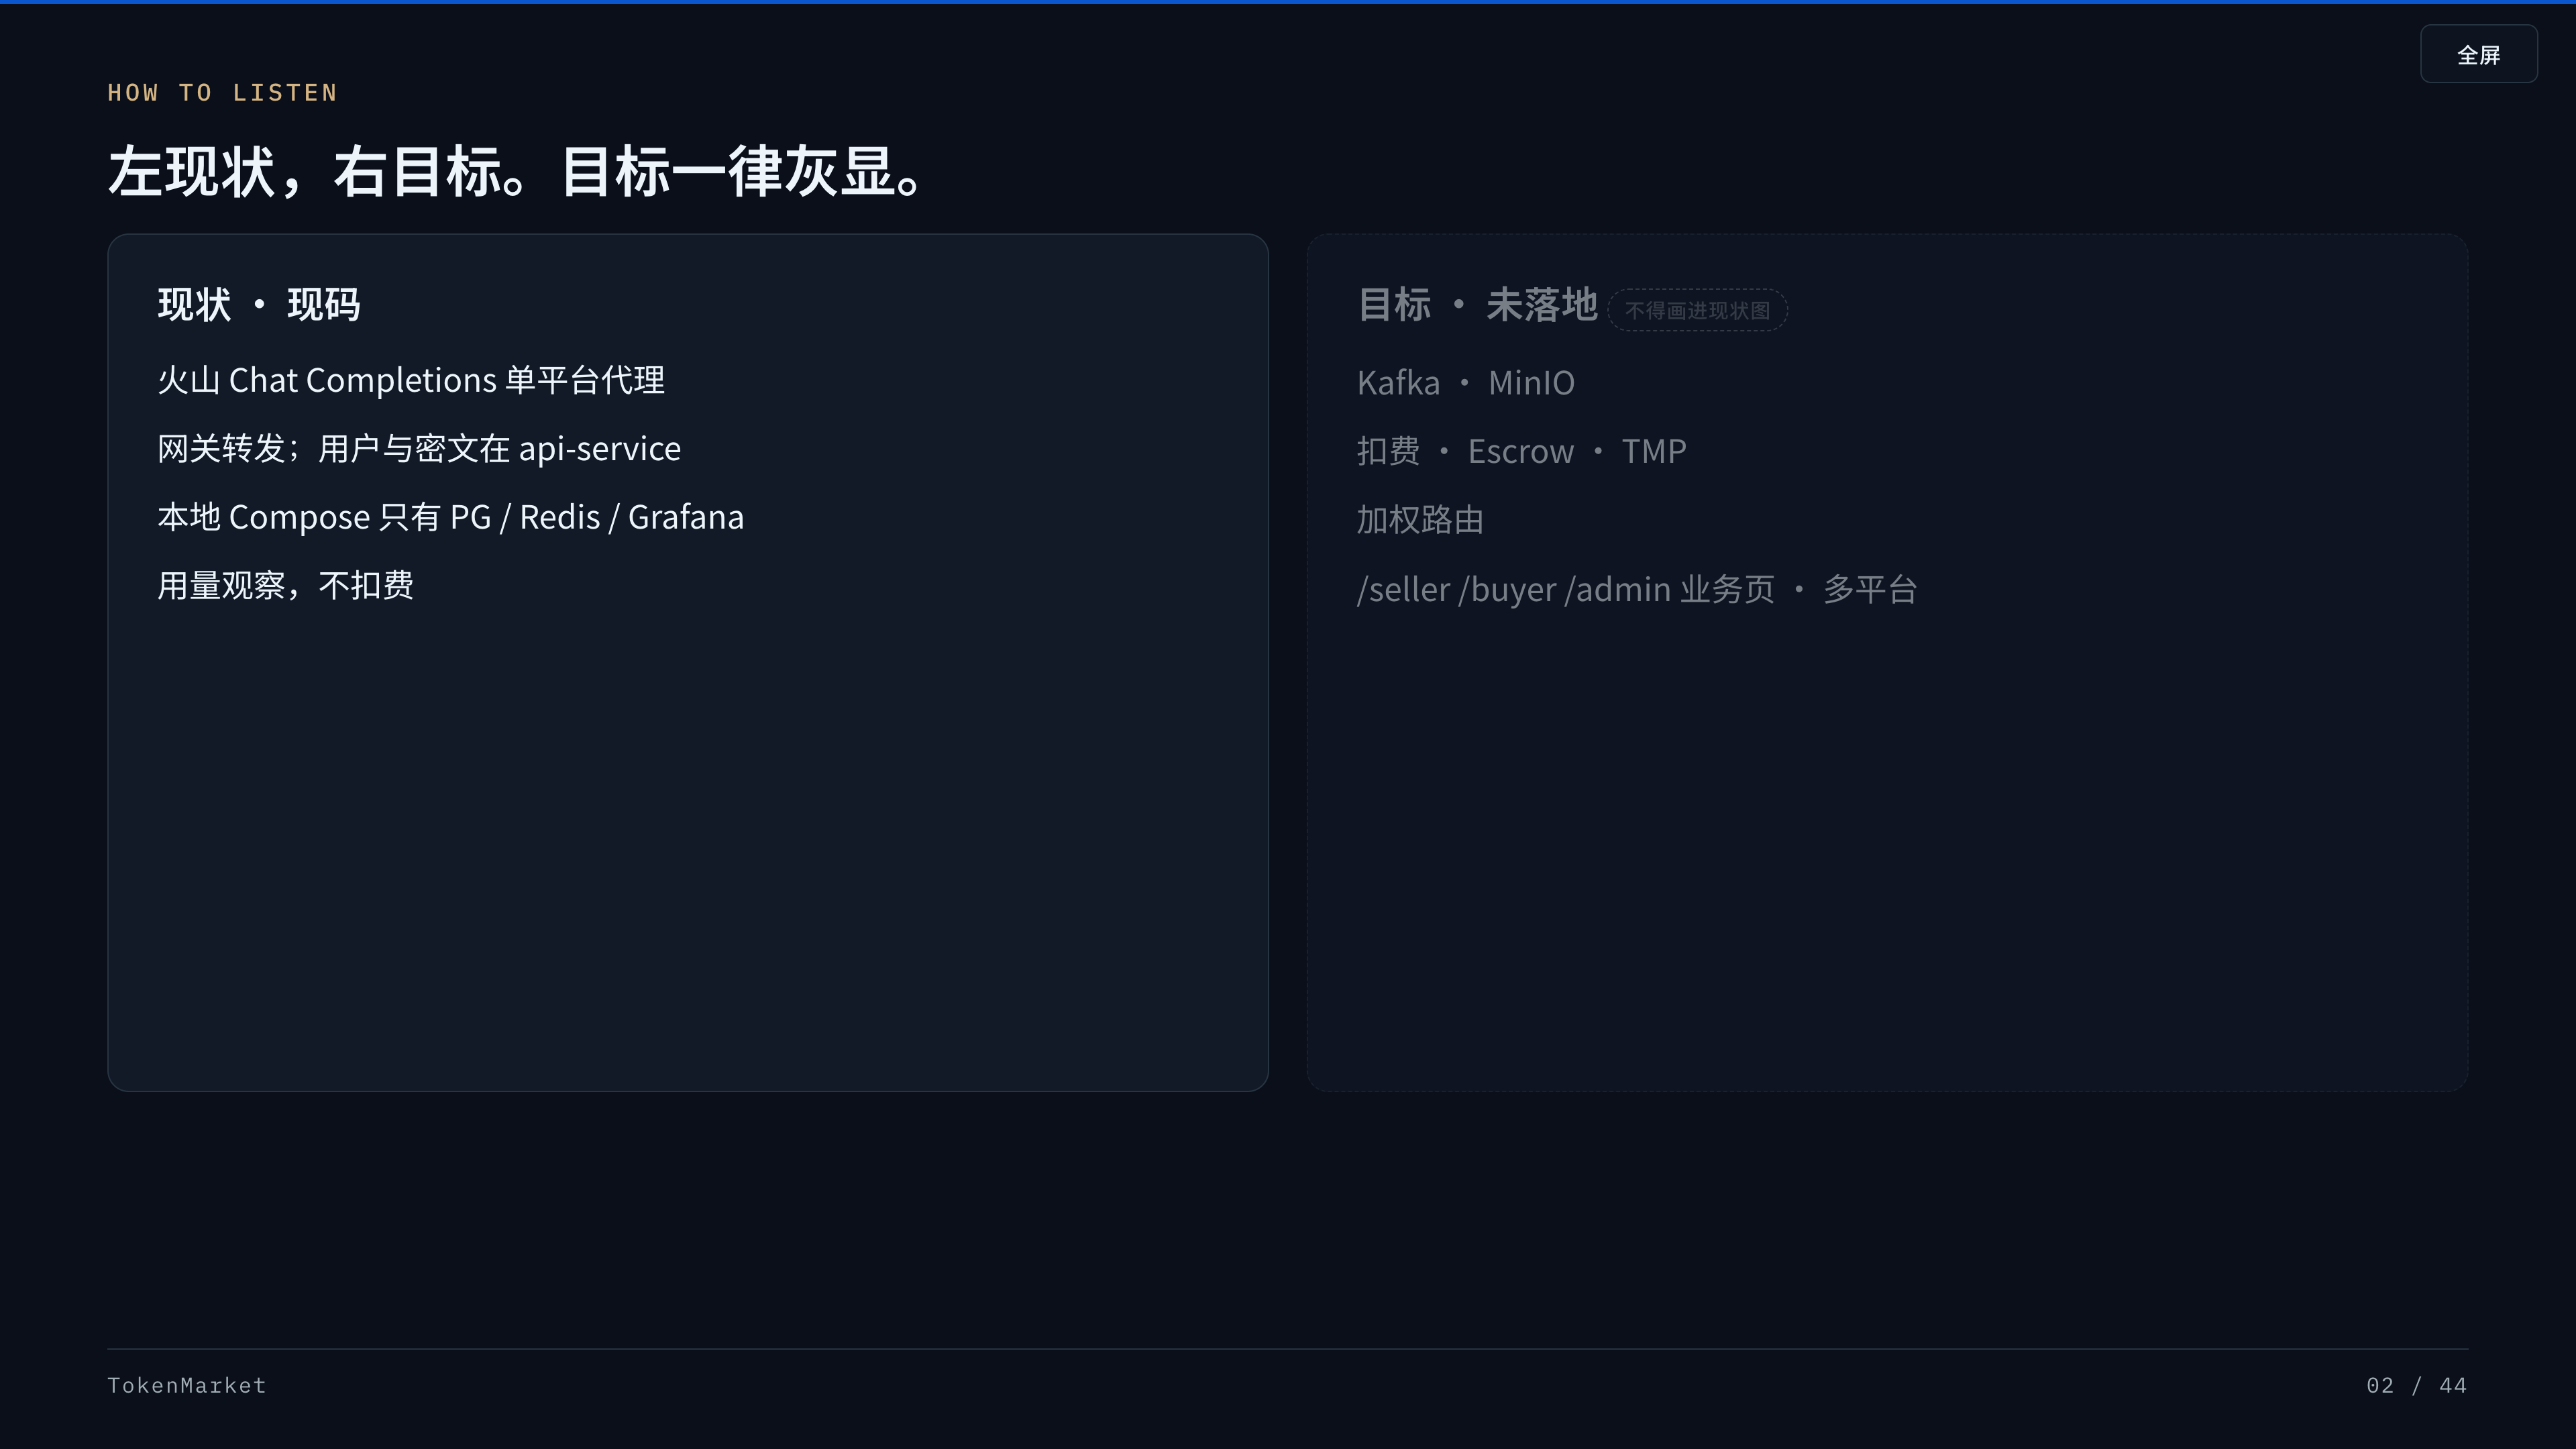 全屏
HOW TO LISTEN
左现状，右目标。目标一律灰显。
现状 · 现码
火山 Chat Completions 单平台代理
网关转发；用户与密文在 api-service
本地 Compose 只有 PG / Redis / Grafana
用量观察，不扣费
目标 · 未落地 不得画进现状图
Kafka · MinIO
扣费 · Escrow · TMP
加权路由
/seller /buyer /admin 业务页 · 多平台
TokenMarket
02 / 44